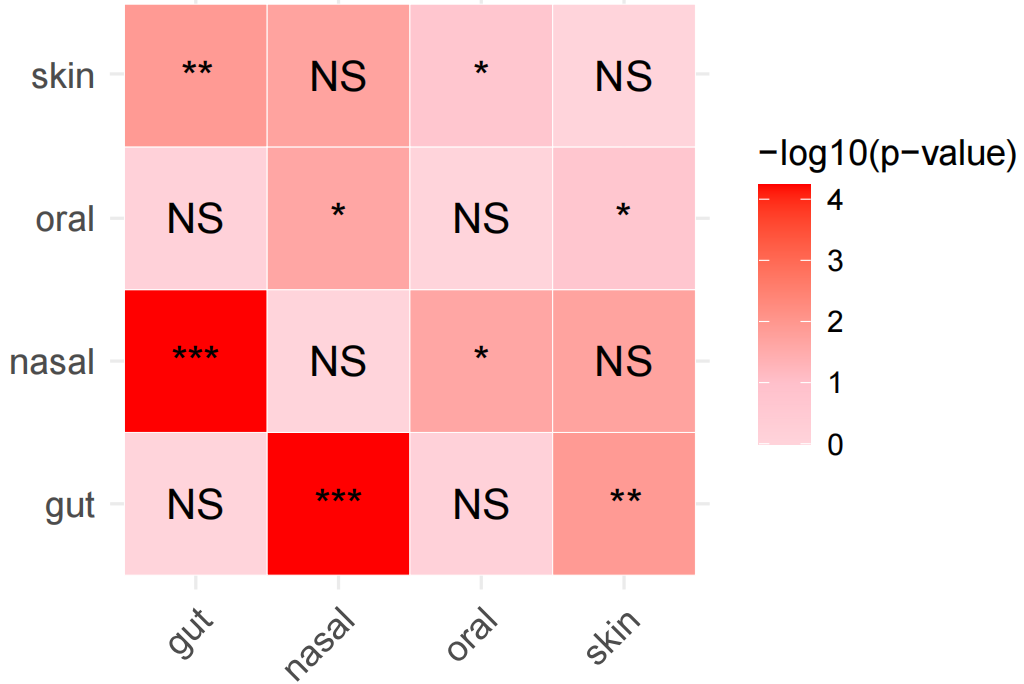 skin ** NS * NS
oral NS * NS *
nasal *** NS * NS
gut NS *** NS **
gut nasal oral skin
−log10(p−value)
4
3
2
1
0